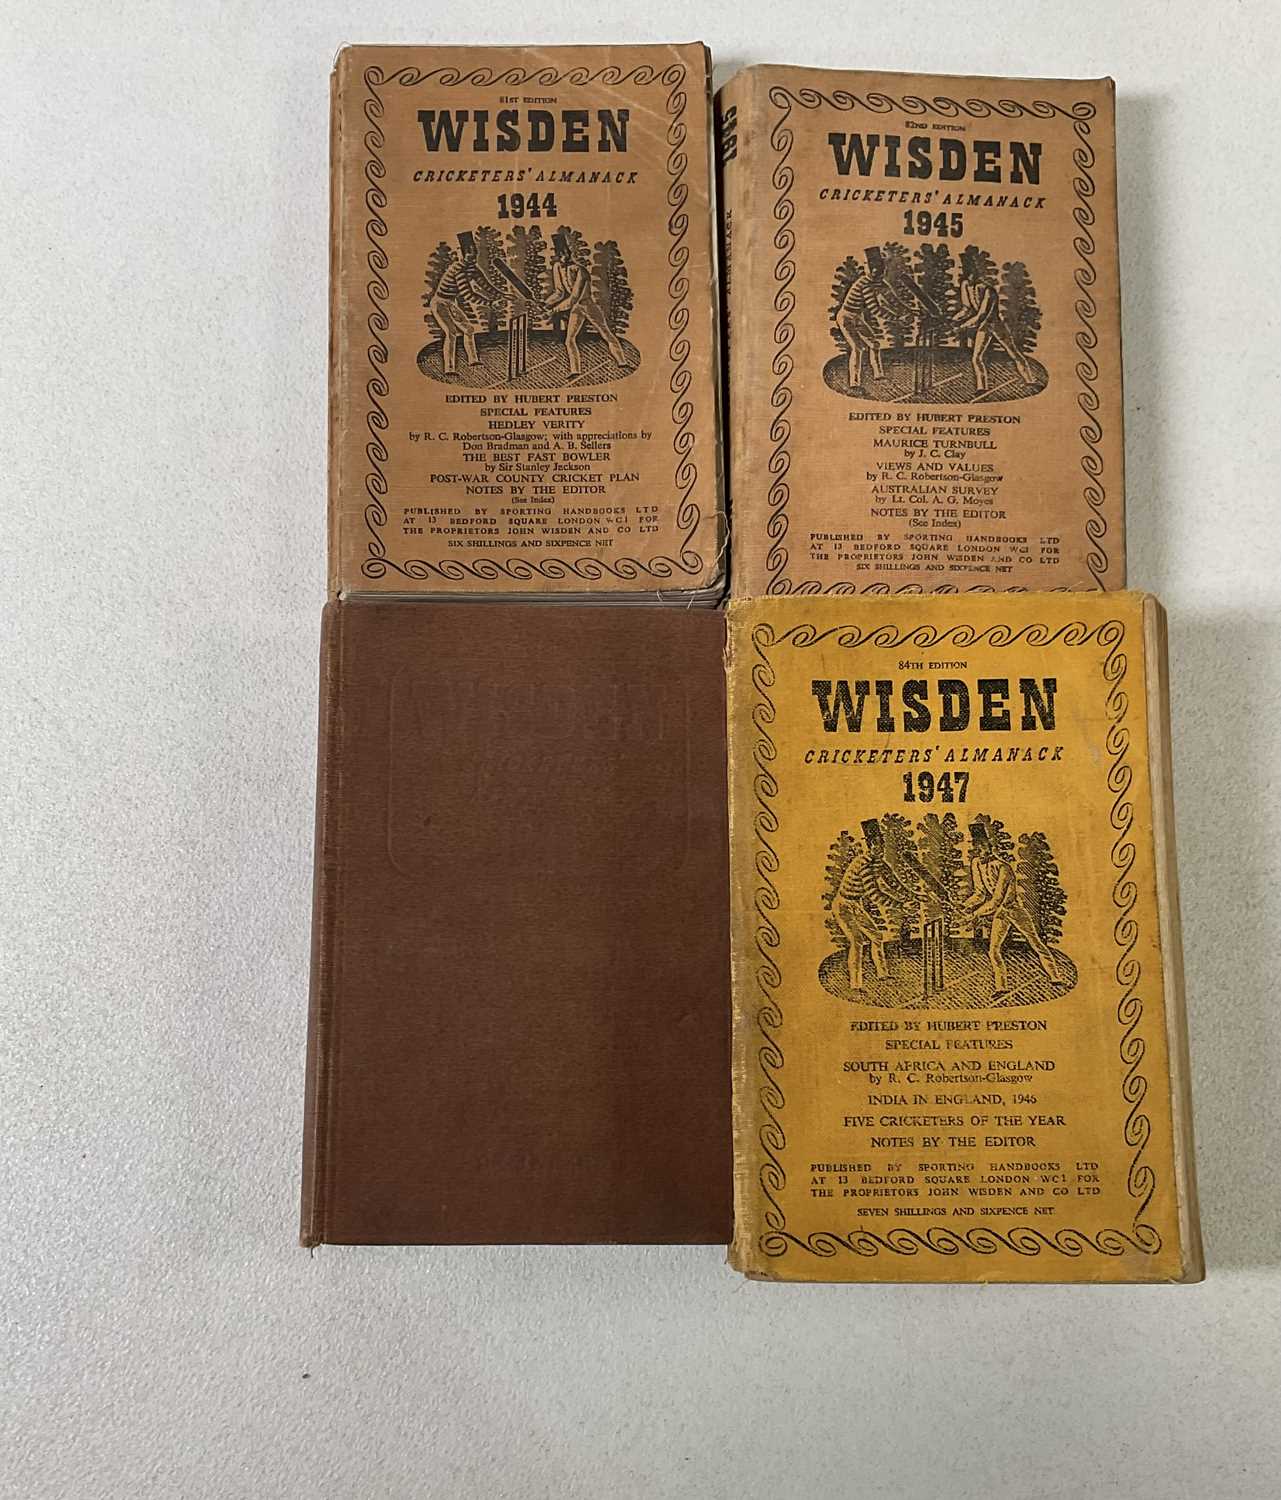 81ST EDITION
WISDEN
CRICKETERS' ALMANACK
1944
EDITED BY HUBERT PRESTON
SPECIAL FEATURES
HEDLEY VERITY
by R. C. Robertson-Glasgow; with appreciations by
Don Bradman and A. B. Sellers
THE BEST FAST BOWLER
by Sir Stanley Jackson
POST-WAR COUNTY CRICKET PLAN
NOTES BY THE EDITOR
(See Index)
PUBLISHED BY SPORTING HANDBOOKS LTD
AT 13 BEDFORD SQUARE LONDON WC1 FOR
THE PROPRIETORS JOHN WISDEN AND CO LTD
SIX SHILLINGS AND SIXPENCE NET
82ND EDITION
WISDEN
CRICKETERS' ALMANACK
1945
EDITED BY HUBERT PRESTON
SPECIAL FEATURES
MAURICE TURNBULL
by J. C. Clay
VIEWS AND VALUES
by R. C. Robertson-Glasgow
AUSTRALIAN SURVEY
by Lt. Col. A. G. Moyes
NOTES BY THE EDITOR
(See Index)
PUBLISHED BY SPORTING HANDBOOKS LTD
AT 13 BEDFORD SQUARE LONDON WC1 FOR
THE PROPRIETORS JOHN WISDEN AND CO LTD
SIX SHILLINGS AND SIXPENCE NET
84TH EDITION
WISDEN
CRICKETERS' ALMANACK
1947
EDITED BY HUBERT PRESTON
SPECIAL FEATURES
SOUTH AFRICA AND ENGLAND
by R. C. Robertson-Glasgow
INDIA IN ENGLAND, 1946
FIVE CRICKETERS OF THE YEAR
NOTES BY THE EDITOR
PUBLISHED BY SPORTING HANDBOOKS LTD
AT 13 BEDFORD SQUARE LONDON WC1 FOR
THE PROPRIETORS JOHN WISDEN AND CO LTD
SEVEN SHILLINGS AND SIXPENCE NET